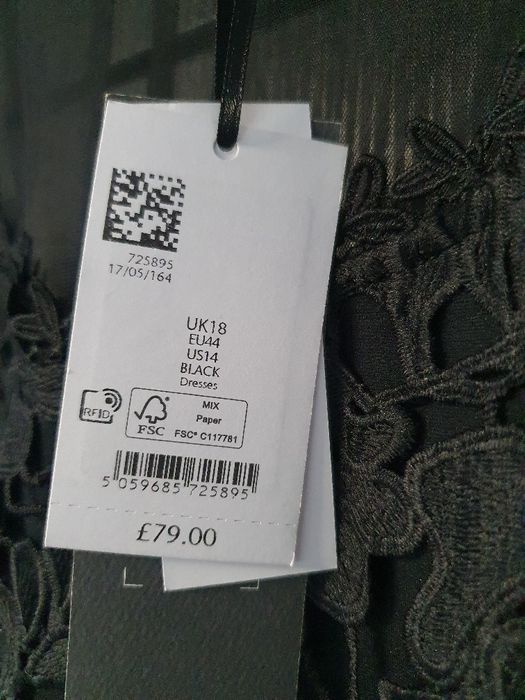 725895
17/05/164
UK18
EU44
US14
BLACK
Dresses
RFID
FSC
MIX
Paper
FSC® C117781
5 059685 725895
£79.00